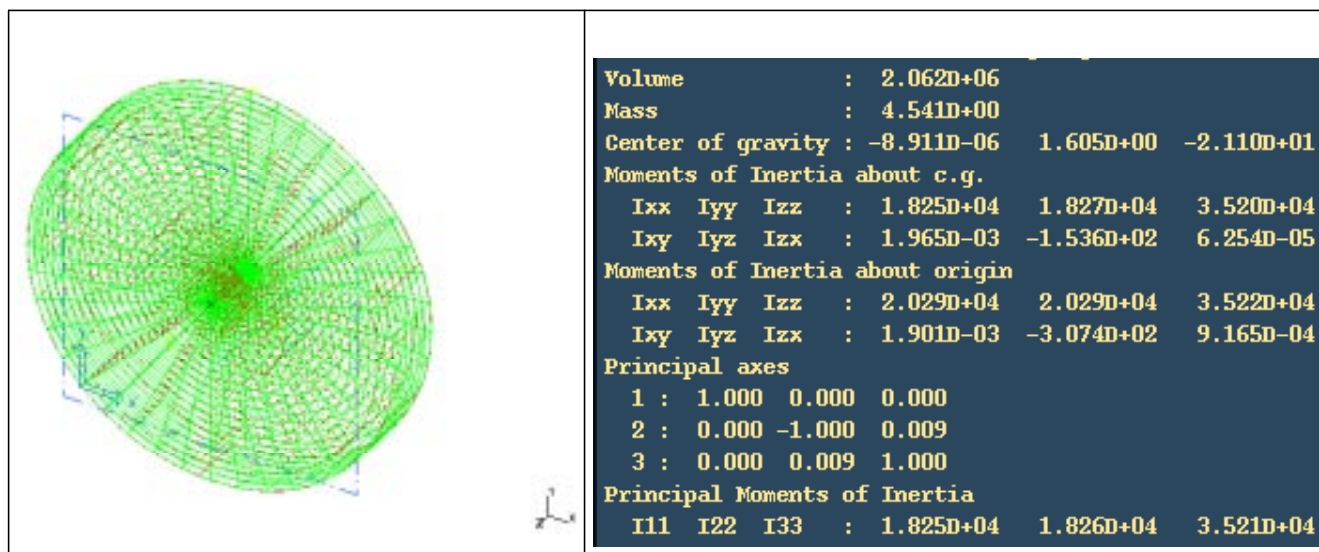 Volume : 2.062D+06
Mass : 4.541D+00
Center of gravity : -8.911D-06 1.605D+00 -2.110D+01
Moments of Inertia about c.g.
Ixx Iyy Izz : 1.825D+04 1.827D+04 3.520D+04
Ixy Iyz Izx : 1.965D-03 -1.536D+02 6.254D-05
Moments of Inertia about origin
Ixx Iyy Izz : 2.029D+04 2.029D+04 3.522D+04
Ixy Iyz Izx : 1.901D-03 -3.074D+02 9.165D-04
Principal axes
1 : 1.000 0.000 0.000
2 : 0.000 -1.000 0.009
3 : 0.000 0.009 1.000
Principal Moments of Inertia
I11 I22 I33 : 1.825D+04 1.826D+04 3.521D+04